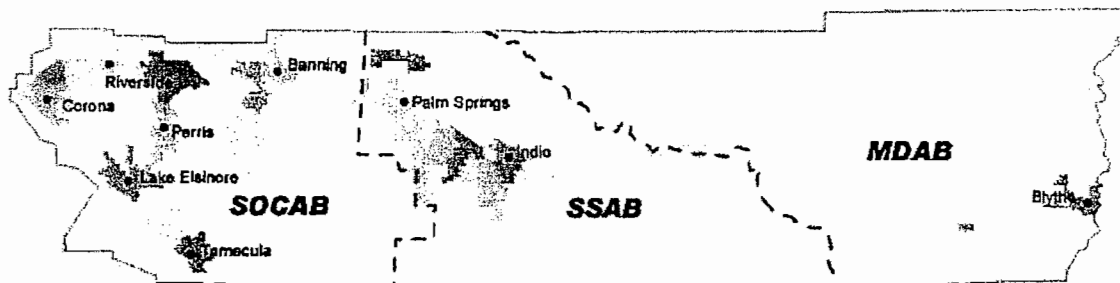 Banning
Riverside
Corona
Palm Springs
Perris
Indio
MDAB
Lake Elsinore
Blythe
SOCAB
SSAB
Temecula